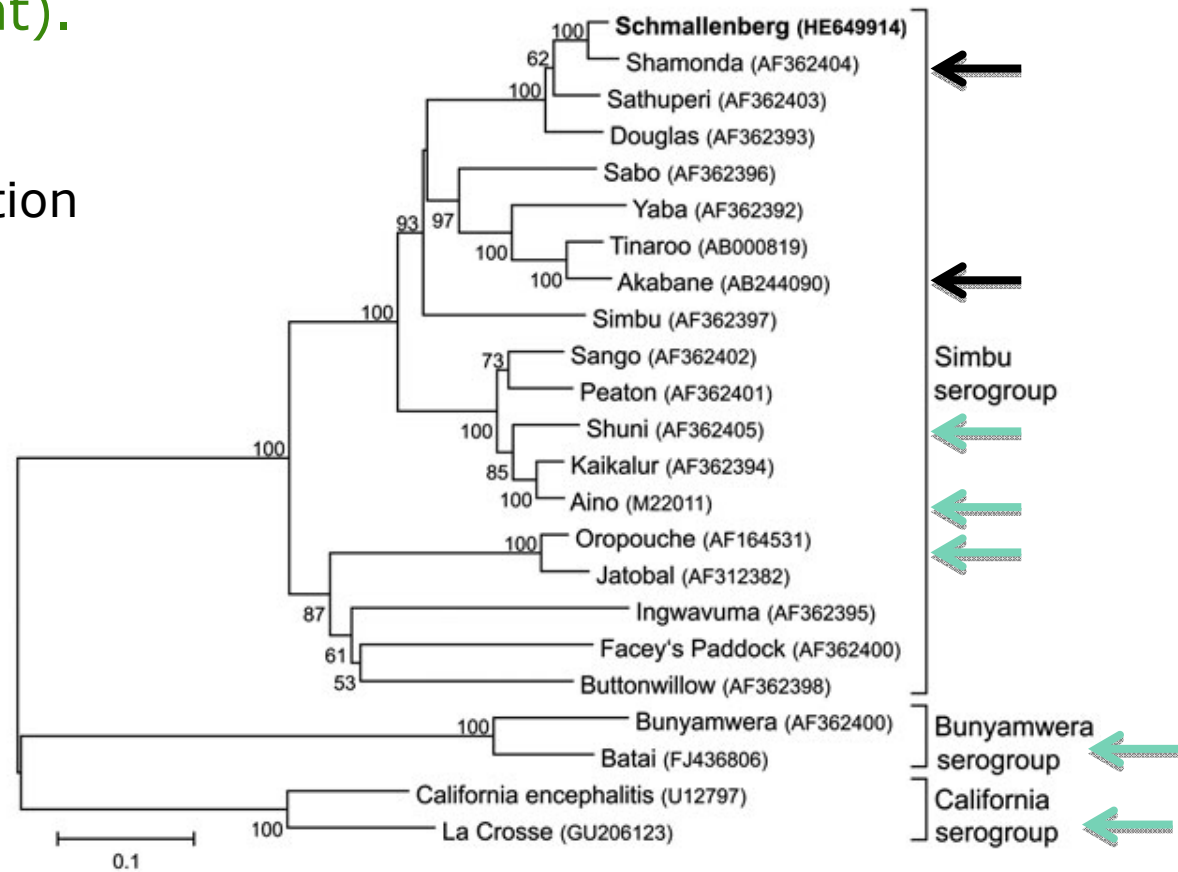 nt).
tion
100 Schmallenberg (HE649914)
62 Shamonda (AF362404)
100 Sathuperi (AF362403)
Douglas (AF362393)
Sabo (AF362396)
93 97 Yaba (AF362392)
100 Tinaroo (AB000819)
100 Akabane (AB244090)
100 Simbu (AF362397)
73 Sango (AF362402)
Simbu
serogroup
Peaton (AF362401)
100 Shuni (AF362405)
100 85 Kaikalur (AF362394)
100 Aino (M22011)
100 Oropouche (AF164531)
Jatobal (AF312382)
87 Ingwavuma (AF362395)
61 Facey's Paddock (AF362400)
53 Buttonwillow (AF362398)
100 Bunyamwera (AF362400)
Bunyamwera
serogroup
Batai (FJ436806)
California encephalitis (U12797)
California
serogroup
100 La Crosse (GU206123)
0.1